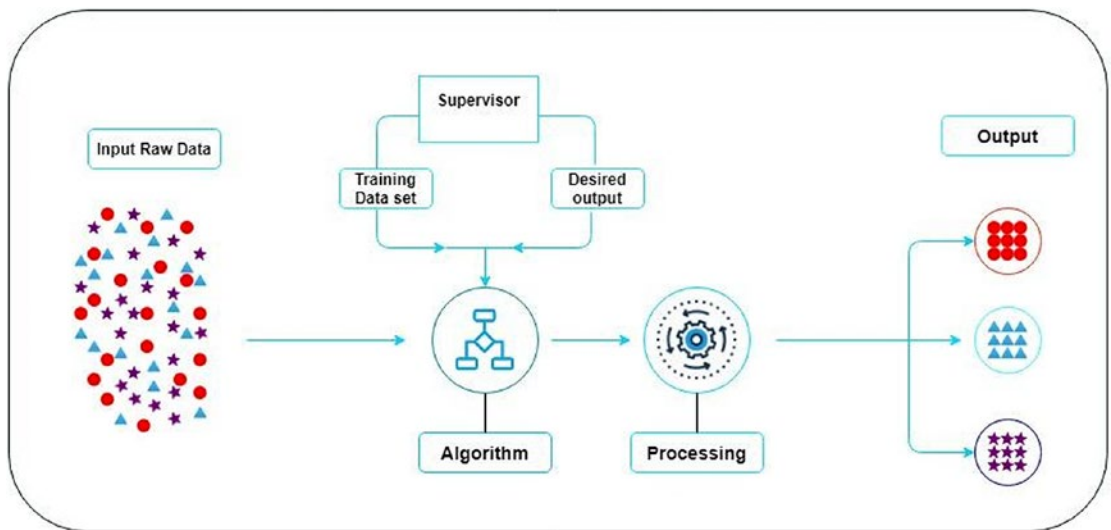 Input Raw Data
Supervisor
Training
Data set
Desired
output
Algorithm
Processing
Output